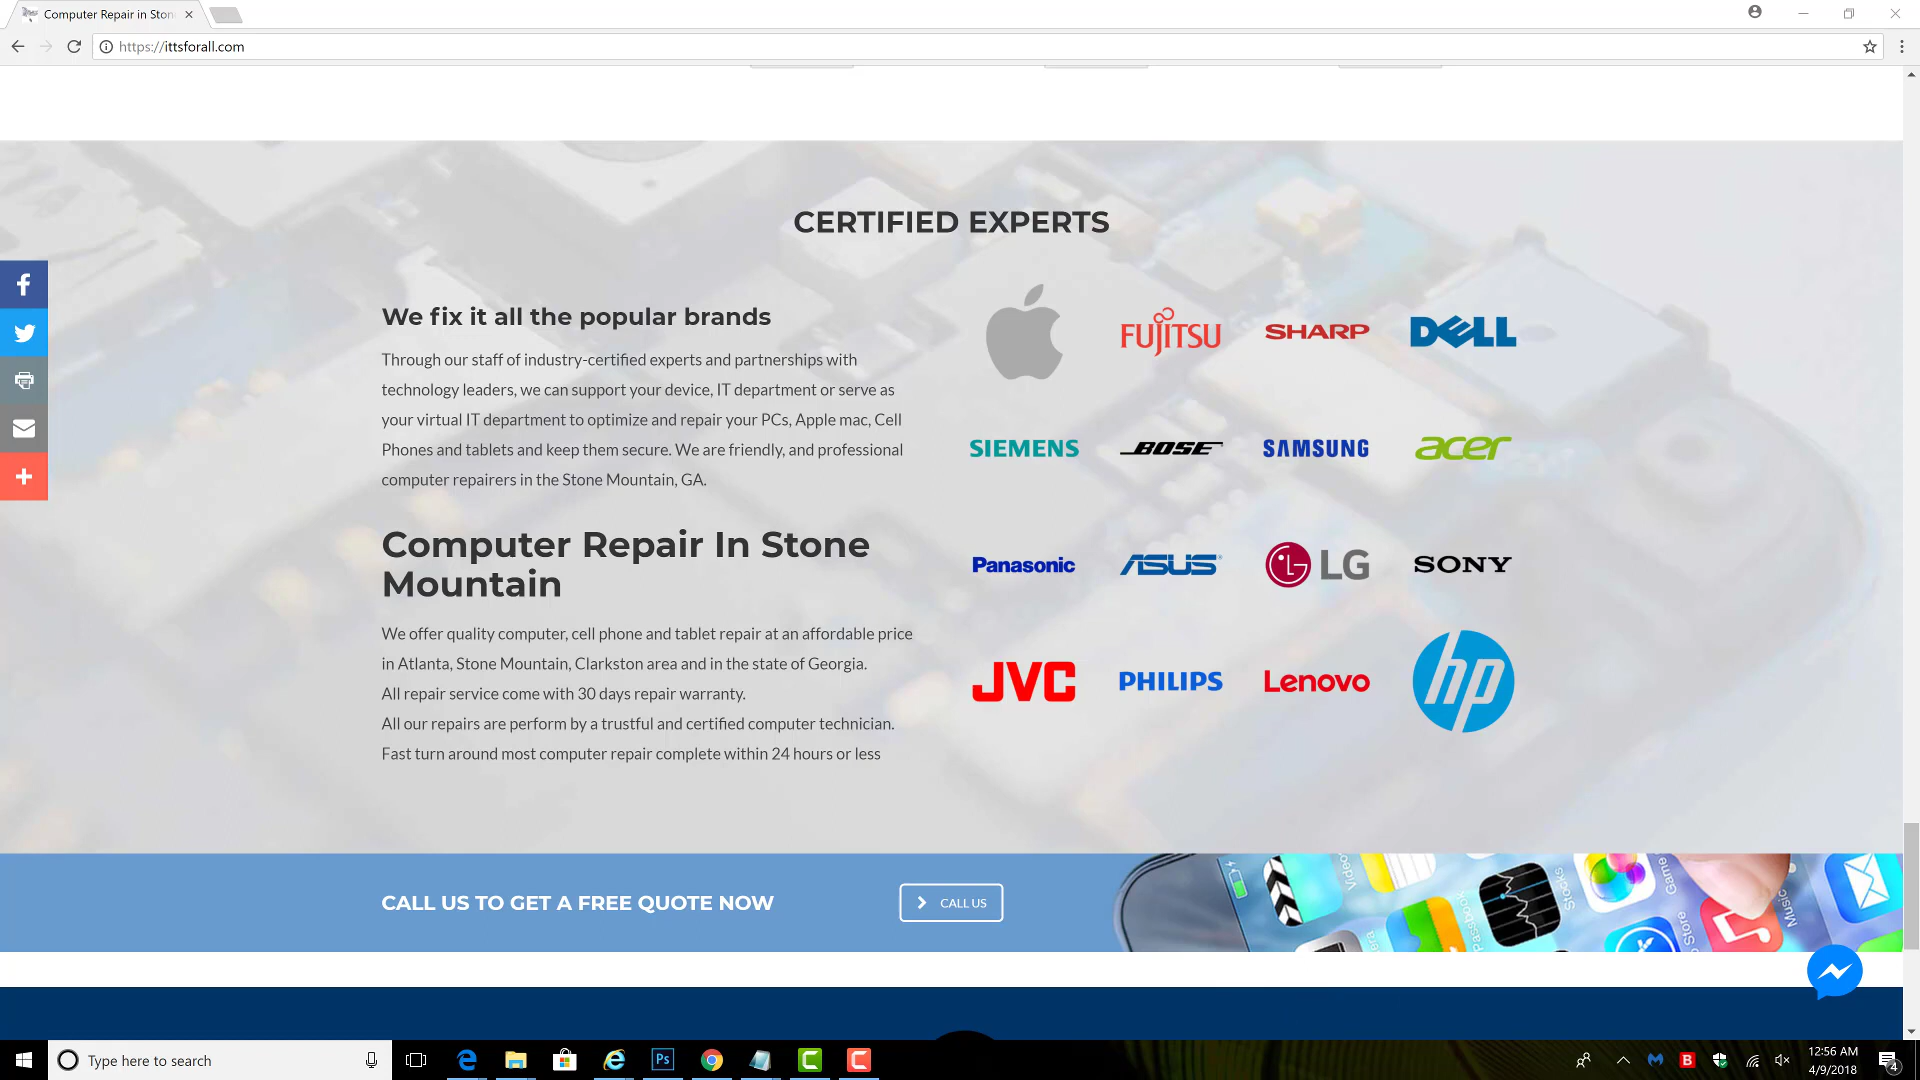 Computer Repair in Ston
https://ittsforall.com
CERTIFIED EXPERTS
We fix it all the popular brands
Through our staff of industry-certified experts and partnerships with
technology leaders, we can support your device, IT department or serve as
your virtual IT department to optimize and repair your PCs, Apple mac, Cell
Phones and tablets and keep them secure. We are friendly, and professional
computer repairers in the Stone Mountain, GA.
Computer Repair In Stone
Mountain
We offer quality computer, cell phone and tablet repair at an affordable price
in Atlanta, Stone Mountain, Clarkston area and in the state of Georgia.
All repair service come with 30 days repair warranty.
All our repairs are perform by a trustful and certified computer technician.
Fast turn around most computer repair complete within 24 hours or less
FUJITSU SHARP DELL
SIEMENS BOSE SAMSUNG acer
Panasonic ASUS LG SONY
JVC PHILIPS Lenovo hp
CALL US TO GET A FREE QUOTE NOW
CALL US
Video
Passbook
Stocks
Game
Store
Music
Type here to search
Ps
B
12:56 AM
4/9/2018
4